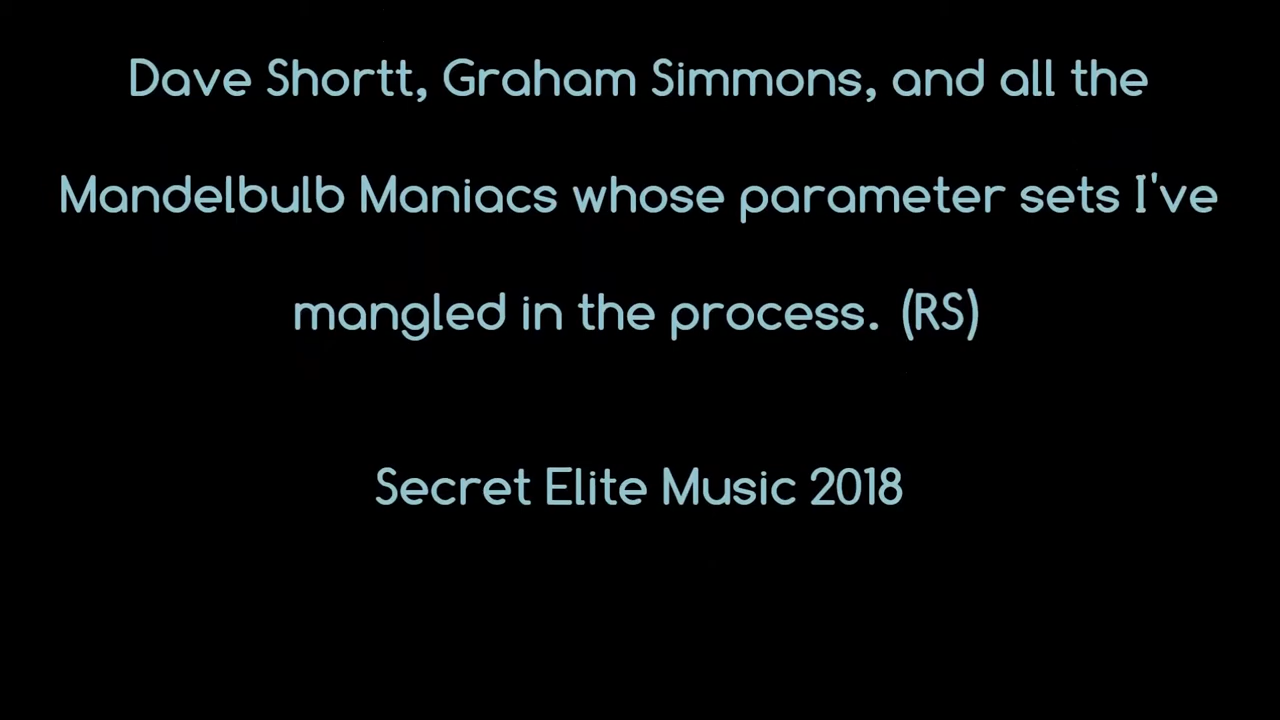 Dave Shortt, Graham Simmons, and all the
Mandelbulb Maniacs whose parameter sets I've
mangled in the process. (RS)
Secret Elite Music 2018